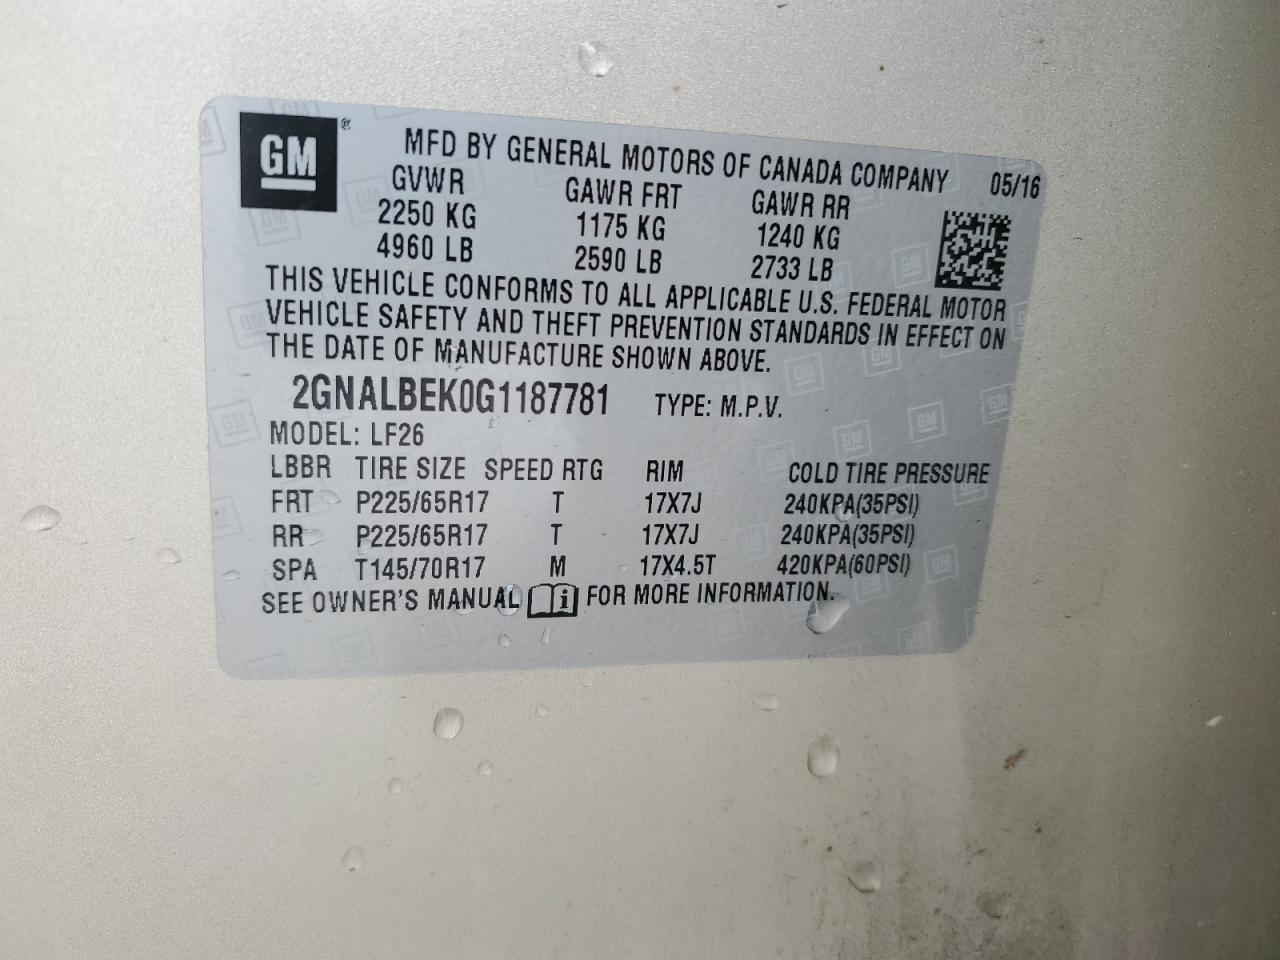 GM ®
MFD BY GENERAL MOTORS OF CANADA COMPANY 05/16
GVWR GAWR FRT GAWR RR
2250 KG 1175 KG 1240 KG
4960 LB 2590 LB 2733 LB
THIS VEHICLE CONFORMS TO ALL APPLICABLE U.S. FEDERAL MOTOR
VEHICLE SAFETY AND THEFT PREVENTION STANDARDS IN EFFECT ON
THE DATE OF MANUFACTURE SHOWN ABOVE.
2GNALBEK0G1187781 TYPE: M.P.V.
MODEL: LF26
LBBR TIRE SIZE SPEED RTG RIM COLD TIRE PRESSURE
FRT P225/65R17 T 17X7J 240KPA(35PSI)
RR P225/65R17 T 17X7J 240KPA(35PSI)
SPA T145/70R17 M 17X4.5T 420KPA(60PSI)
SEE OWNER'S MANUAL i FOR MORE INFORMATION.